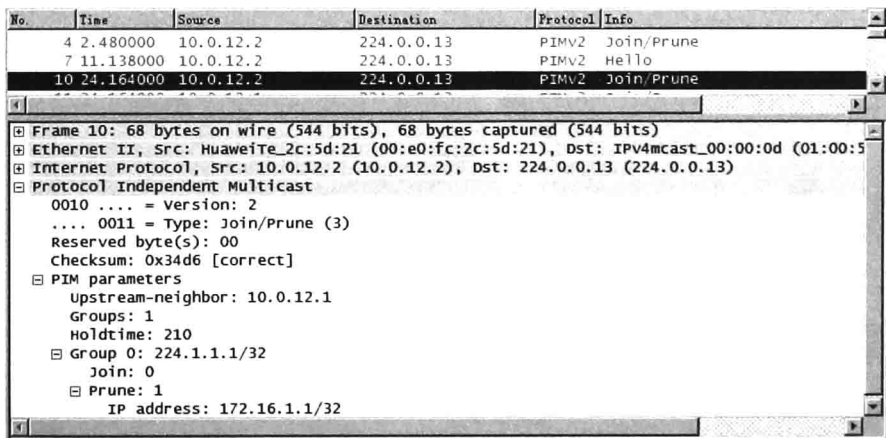 No. Time Source Destination Protocol Info
4 2.480000 10.0.12.2 224.0.0.13 PIMv2 Join/Prune
7 11.138000 10.0.12.2 224.0.0.13 PIMv2 Hello
10 24.164000 10.0.12.2 224.0.0.13 PIMv2 Join/Prune
Frame 10: 68 bytes on wire (544 bits), 68 bytes captured (544 bits)
Ethernet II, Src: HuaweiTe_2c:5d:21 (00:e0:fc:2c:5d:21), Dst: IPv4mcast_00:00:0d (01:00:5
Internet Protocol, Src: 10.0.12.2 (10.0.12.2), Dst: 224.0.0.13 (224.0.0.13)
Protocol Independent Multicast
0010 .... = Version: 2
.... 0011 = Type: Join/Prune (3)
Reserved byte(s): 00
Checksum: 0x34d6 [correct]
PIM parameters
Upstream-neighbor: 10.0.12.1
Groups: 1
Holdtime: 210
Group 0: 224.1.1.1/32
Join: 0
Prune: 1
IP address: 172.16.1.1/32